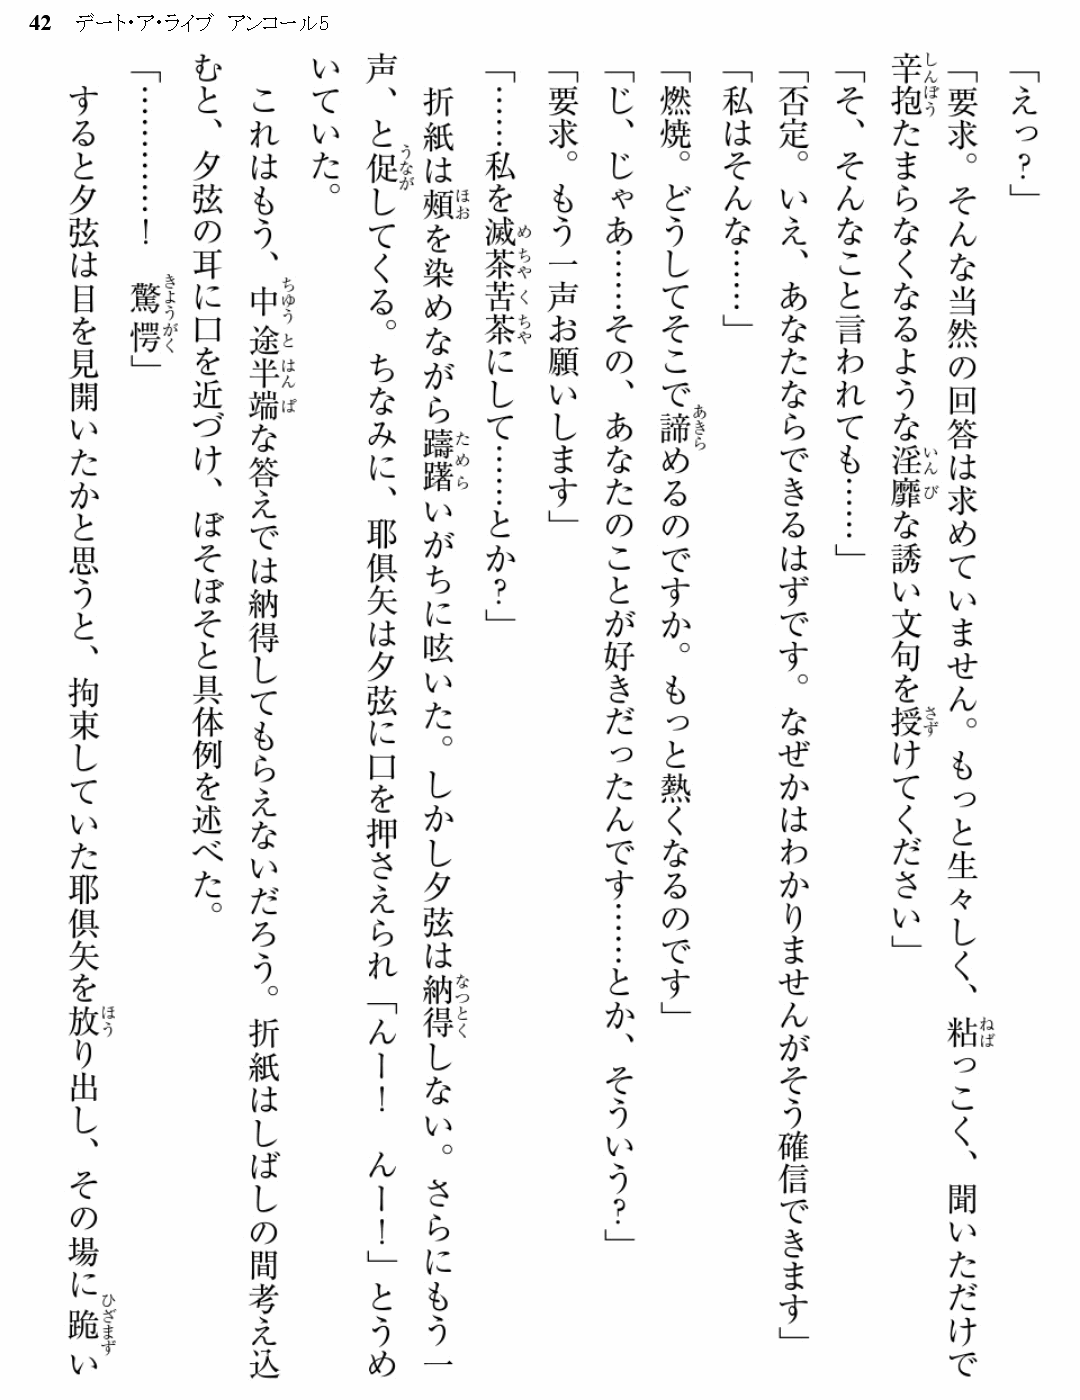 42 デート・ア・ライブ アンコール5
「えっ?」
「要求。そんな当然の回答は求めていません。もっと生々しく、粘っこく、聞いただけで
辛抱たまらなくなるような淫靡な誘い文句を授けてください」
「そ、そんなこと言われても……」
「否定。いえ、あなたならできるはずです。なぜかはわかりませんがそう確信できます」
「私はそんな……」
「燃焼。どうしてそこで諦めるのですか。もっと熱くなるのです」
「じ、じゃあ……その、あなたのことが好きだったんです……とか、そういう?」
「要求。もう一声お願いします」
「……私を滅茶苦茶にして……とか?」
折紙は頰を染めながら躊躇いがちに呟いた。しかし夕弦は納得しない。さらにもう一
声、と促してくる。ちなみに、耶俱矢は夕弦に口を押さえられ「んー! んー!」とうめ
いていた。
これはもう、中途半端な答えでは納得してもらえないだろう。折紙はしばしの間考え込
むと、夕弦の耳に口を近づけ、ぼそぼそと具体例を述べた。
「…………! 驚愕」
すると夕弦は目を見開いたかと思うと、拘束していた耶俱矢を放り出し、その場に跪い